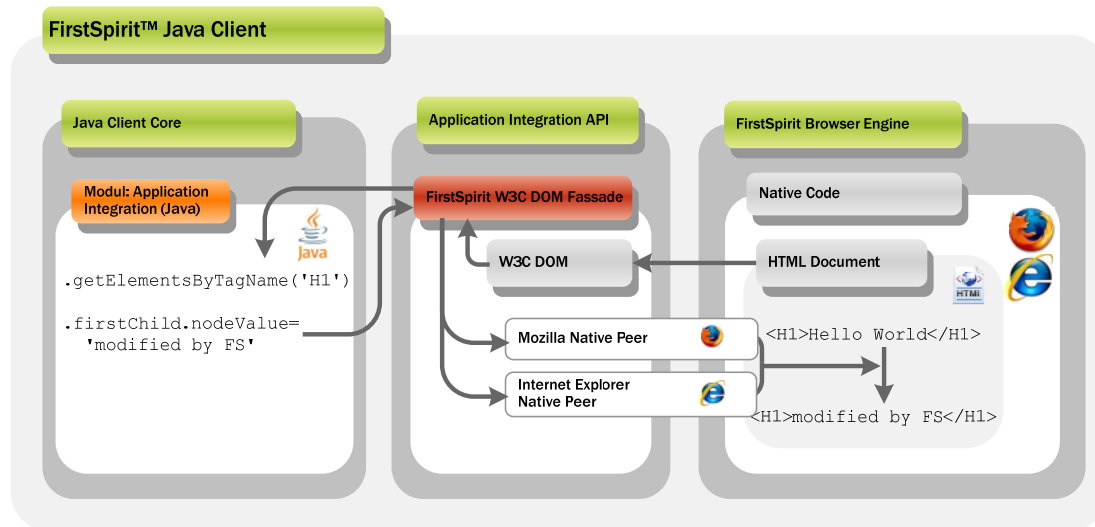 FirstSpirit™ Java Client
Java Client Core
Modul: Application
Integration (Java)
Java
.getElementsByTagName('H1')
.firstChild.nodeValue=
'modified by FS'
Application Integration API
FirstSpirit W3C DOM Fassade
W3C DOM
Mozilla Native Peer
Internet Explorer
Native Peer
FirstSpirit Browser Engine
Native Code
HTML Document
HTML
<H1>Hello World</H1>
<H1>modified by FS</H1>